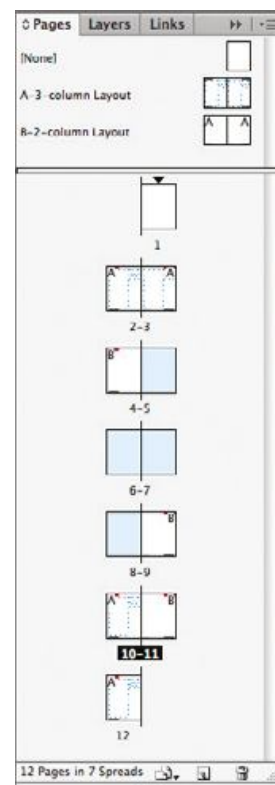 Pages Layers Links
[None]
A-3-column Layout
B-2-column Layout
A A
1
A A
2-3
B
4-5
6-7
B
8-9
A B
10-11
A
12
12 Pages in 7 Spreads